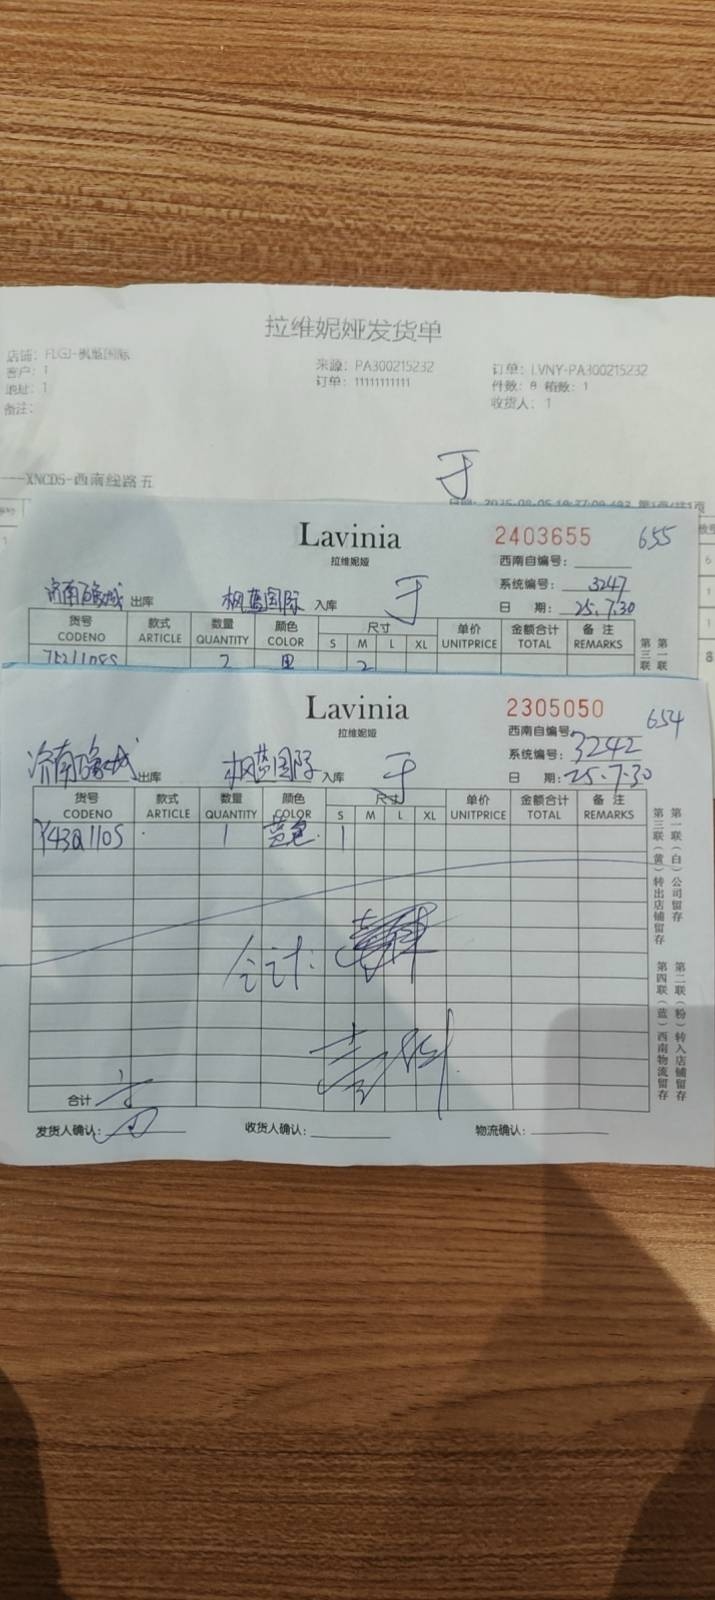 拉维妮娅发货单
店铺: FLGJ-枫蓝国际
来源: PA300215232
订单: LVNY-PA300215232
客户: 1
订单: 11111111111
件数: 8 箱数: 1
地址: 1
收货人: 1
备注:
于
----XNCD5-西南线路五
Lavinia
拉维妮娅
2403655
655
西南自编号:
系统编号: 3247
出库
枫蓝国际 入库
于
日 期: 25.7.30
货号 款式 数量 颜色 尺寸 单价 金额合计 备 注
CODENO ARTICLE QUANTITY COLOR S M L XL UNITPRICE TOTAL REMARKS
2 黑 2
第一联
第三联
Lavinia
拉维妮娅
2305050
654
西南自编号:
系统编号: 3242
出库
枫蓝国际 入库
于
日 期: 25.7.30
货号 款式 数量 颜色 尺寸 单价 金额合计 备 注
CODENO ARTICLE QUANTITY COLOR S M L XL UNITPRICE TOTAL REMARKS
Y43Q110S 1 蓝色 1
合计: 
壹件
合计
发货人确认:
收货人确认:
物流确认:
第一联(白)公司留存
第二联(粉)转入店铺留存
第三联(黄)转出店铺留存
第四联(蓝)西南物流留存